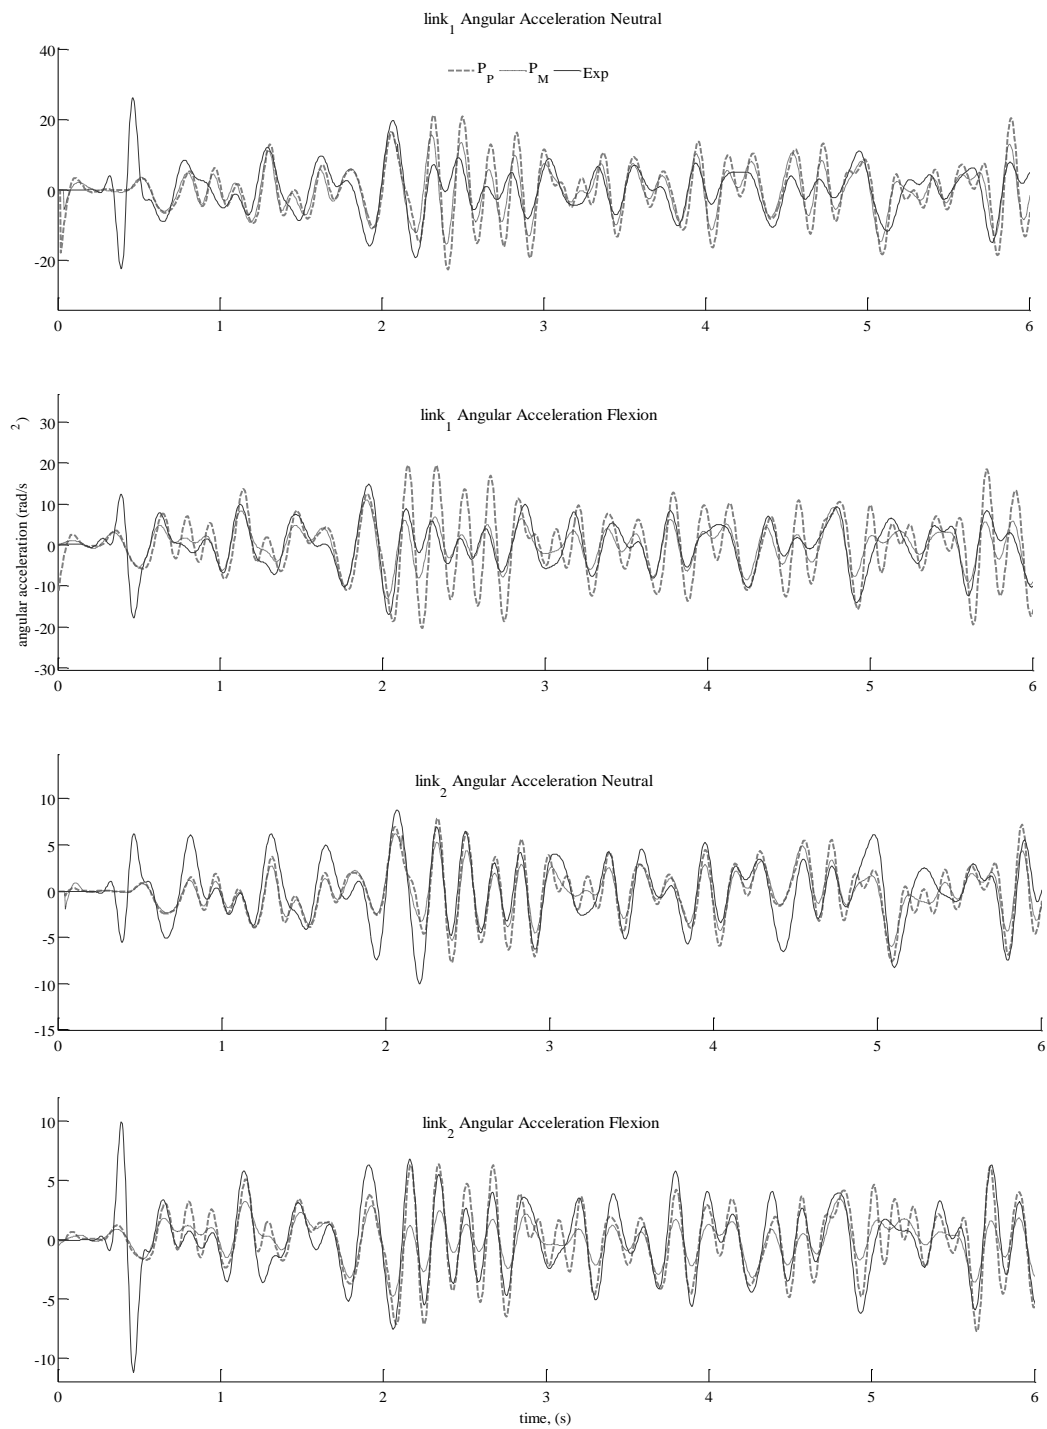 link1 Angular Acceleration Neutral
40
20
0
-20
PP PM Exp
0 1 2 3 4 5 6
link1 Angular Acceleration Flexion
angular acceleration (rad/s2)
30
20
10
0
-10
-20
-30
0 1 2 3 4 5 6
link2 Angular Acceleration Neutral
10
5
0
-5
-10
-15
0 1 2 3 4 5 6
link2 Angular Acceleration Flexion
10
5
0
-5
-10
0 1 2 3 4 5 6
time, (s)